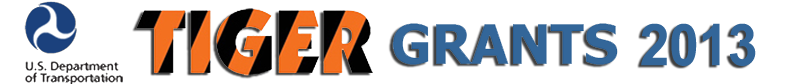 U.S. Department
of Transportation
TIGER GRANTS 2013